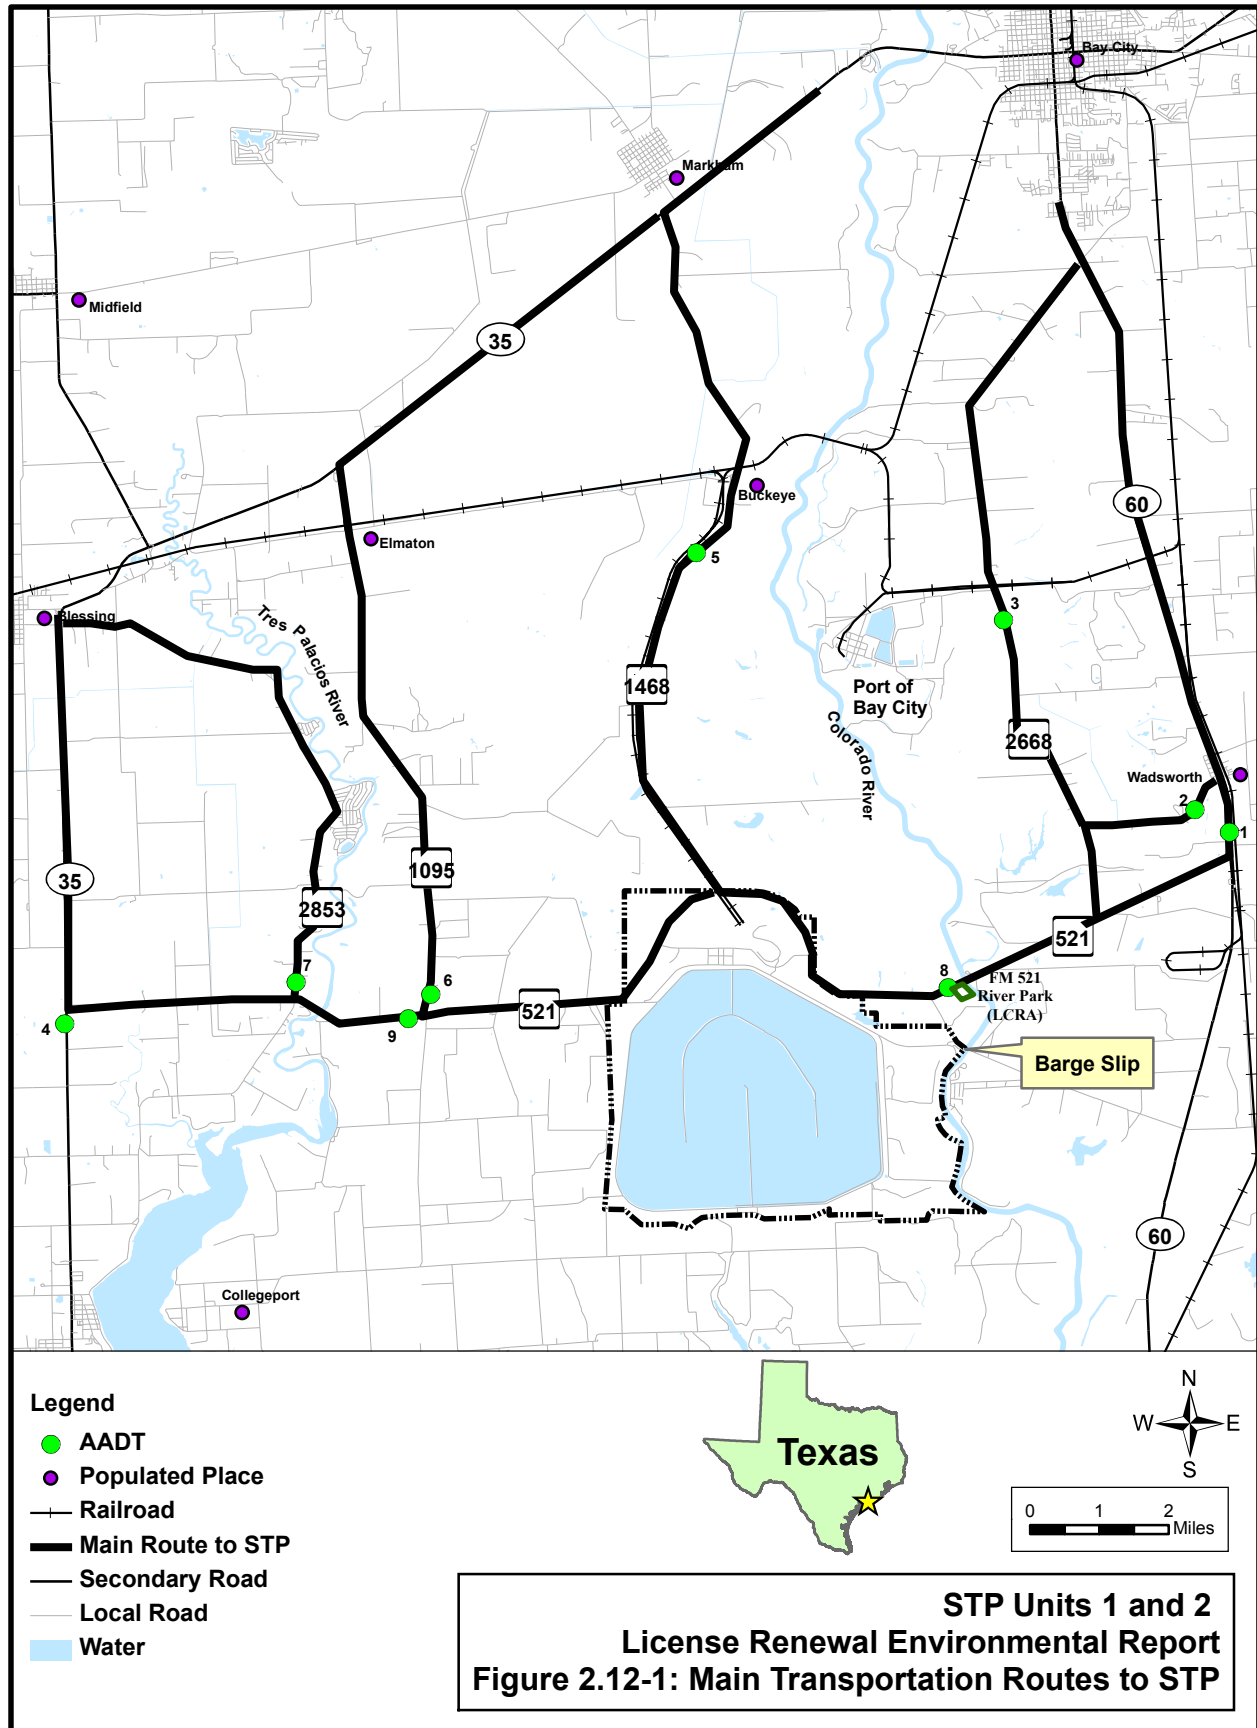 Bay City
Markham
Midfield
35
Buckeye
60
Elmaton
5
Blessing
3
Tres Palacios River
1468
Port of
Bay City
Colorado River
2668
Wadsworth
2
1
1095
35
2853
521
7
6
8
FM 521
River Park
(LCRA)
4
9
521
Barge Slip
60
Collegeport
Legend
AADT
Populated Place
Railroad
Main Route to STP
Secondary Road
Local Road
Water
Texas
N
W E
S
0 1 2
Miles
STP Units 1 and 2
License Renewal Environmental Report
Figure 2.12-1: Main Transportation Routes to STP